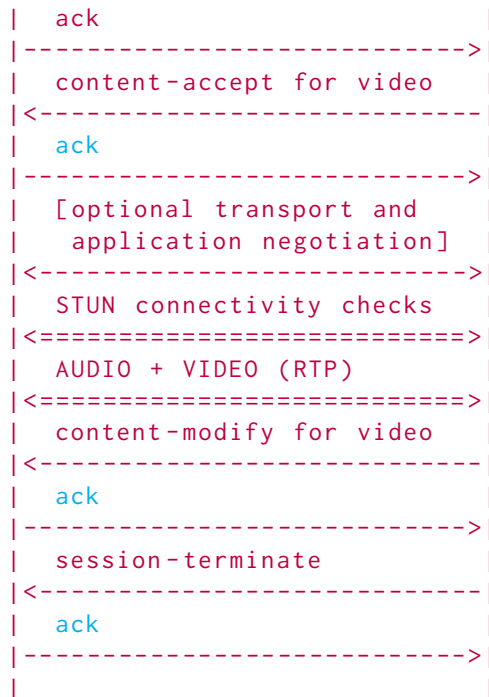 |  ack                       |
|---------------------------->|
|  content-accept for video  |
|<----------------------------|
|  ack                       |
|---------------------------->|
|  [optional transport and   |
|   application negotiation] |
|<--------------------------->|
|  STUN connectivity checks  |
|<===========================>|
|  AUDIO + VIDEO (RTP)       |
|<===========================>|
|  content-modify for video  |
|<----------------------------|
|  ack                       |
|---------------------------->|
|  session-terminate         |
|<----------------------------|
|  ack                       |
|---------------------------->|
|                            |